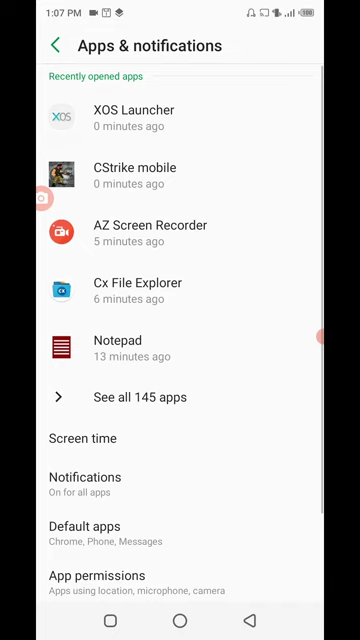 1:07 PM
100
Apps & notifications
Recently opened apps
XOS
XOS Launcher
0 minutes ago
CStrike mobile
0 minutes ago
AZ Screen Recorder
5 minutes ago
CX
Cx File Explorer
6 minutes ago
Notepad
13 minutes ago
See all 145 apps
Screen time
Notifications
On for all apps
Default apps
Chrome, Phone, Messages
App permissions
Apps using location, microphone, camera